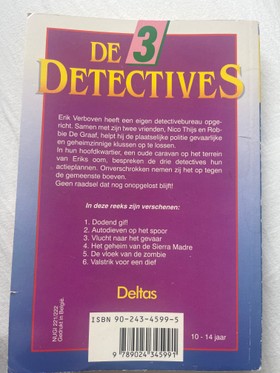 DE 3
DETECTIVES
Erik Verboven heeft een eigen detectivebureau opge-
richt. Samen met zijn twee vrienden, Nico Thijs en Rob-
bie De Graaf, helpt hij de plaatselijke politie gevaarlijke
en geheimzinnige klussen op te lossen.
In hun hoofdkwartier, een oude caravan op het terrein
van Eriks oom, bespreken de drie detectives hun
actieplannen. Onverschrokken nemen zij het op tegen
de gemeenste boeven.
Geen raadsel dat nog onopgelost blijft!
In deze reeks zijn verschenen:
1. Dodend gif!
2. Autodieven op het spoor
3. Vlucht naar het gevaar
4. Het geheim van de Sierra Madre
5. De vloek van de zombie
6. Valstrik voor een dief
Deltas
ISBN 90-243-4599-5
9 789024 345991
NUGI 221/222
Gedrukt in België
10 - 14 jaar